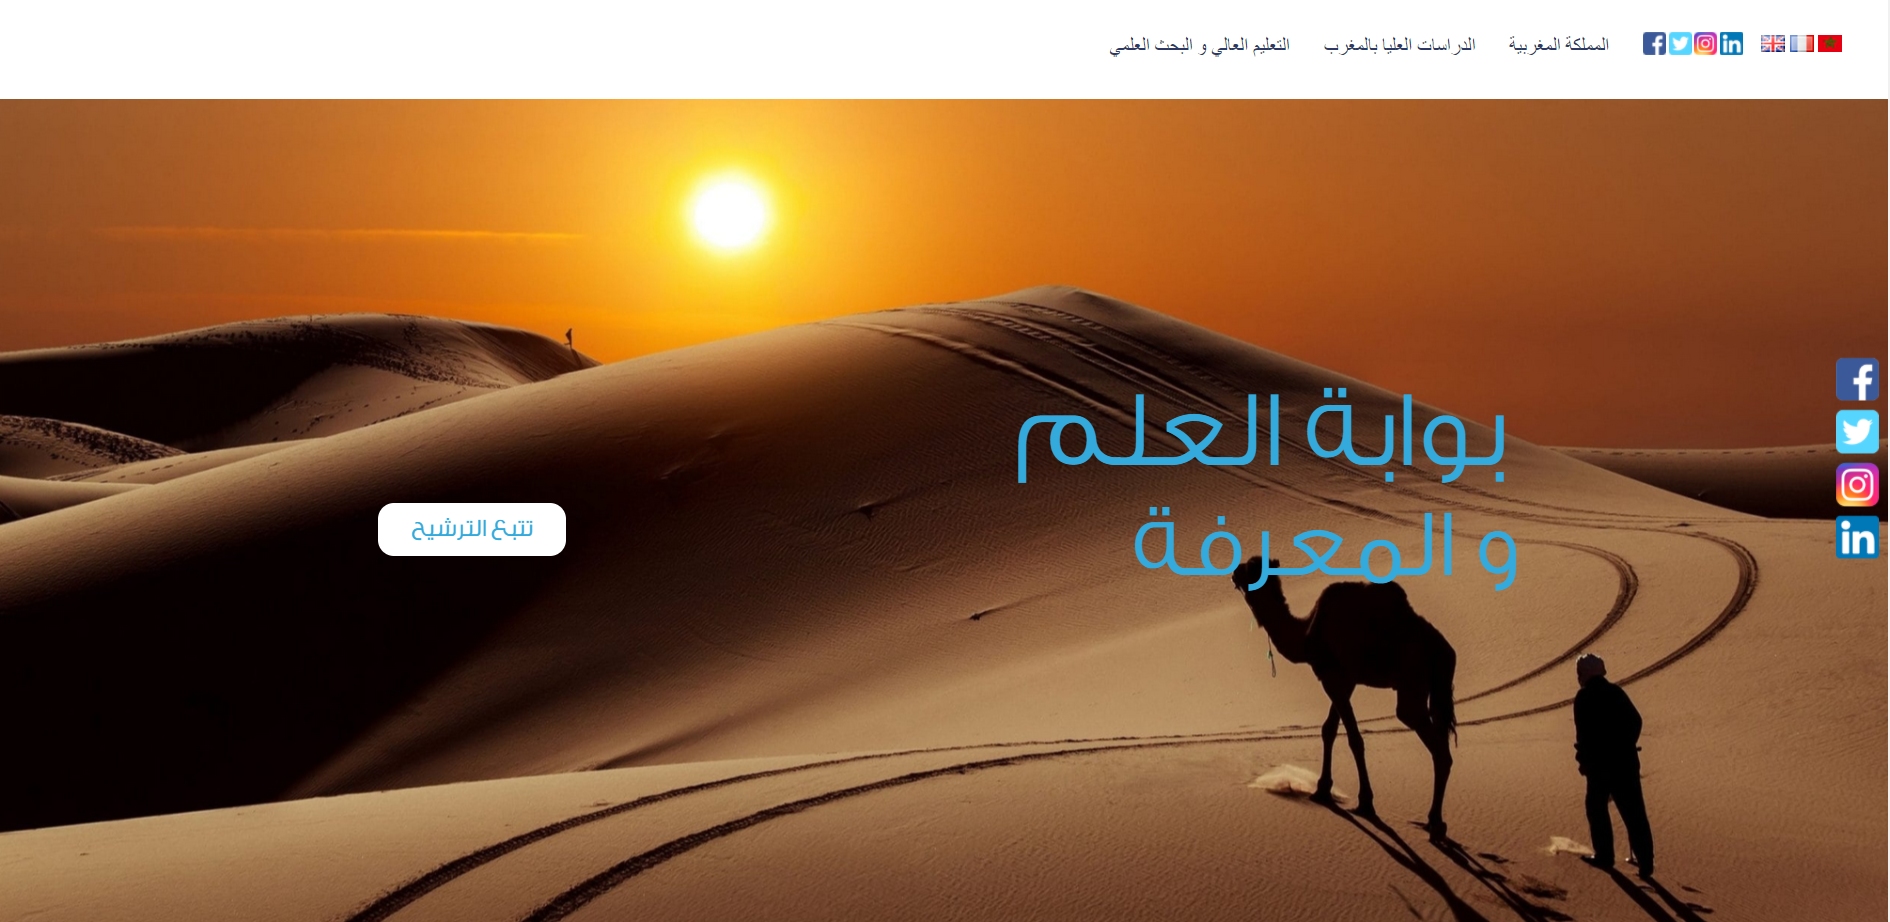 المملكة المغربية
الدراسات العليا بالمغرب
التعليم العالي و البحث العلمي
بوابة العلم
و المعرفة
تتبع الترشيح